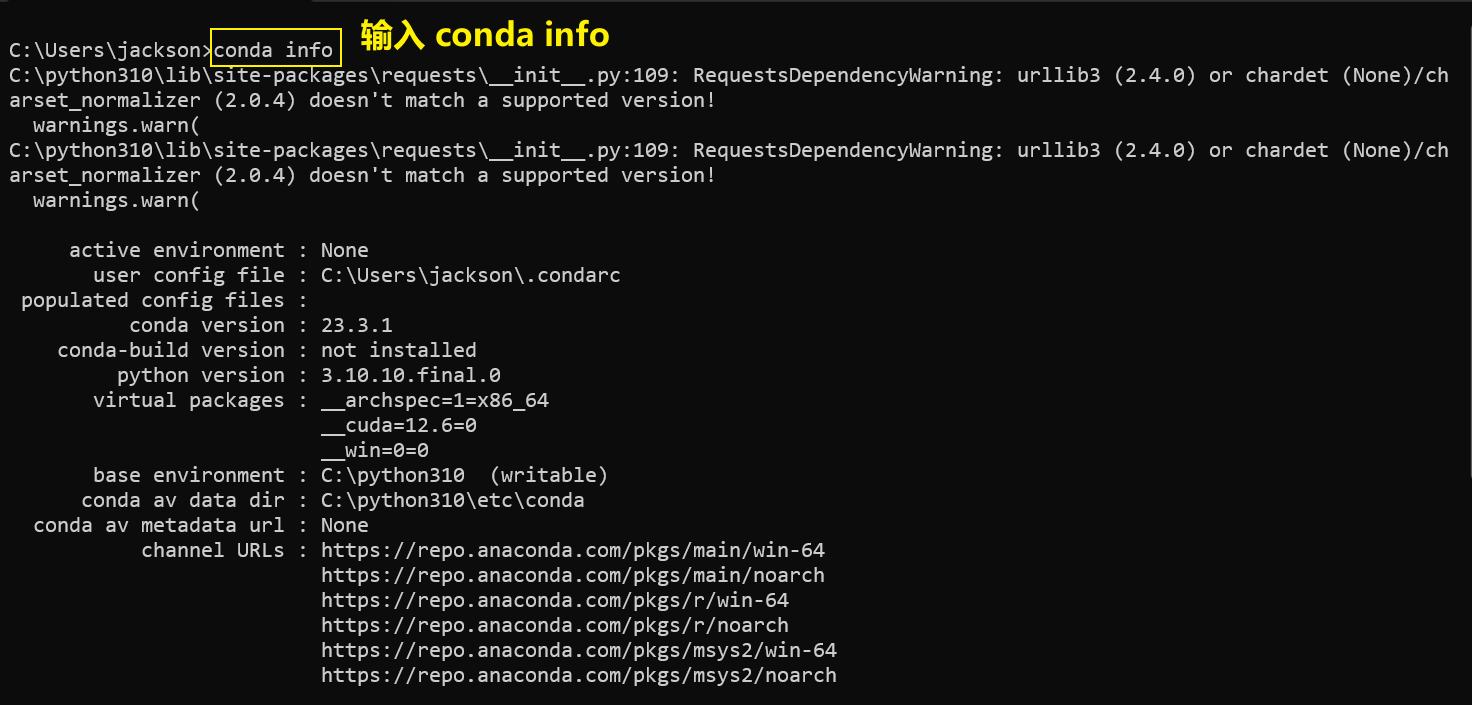 C:\Users\jackson>conda info 输入 conda info
C:\python310\lib\site-packages\requests\__init__.py:109: RequestsDependencyWarning: urllib3 (2.4.0) or chardet (None)/ch
arset_normalizer (2.0.4) doesn't match a supported version!
  warnings.warn(
C:\python310\lib\site-packages\requests\__init__.py:109: RequestsDependencyWarning: urllib3 (2.4.0) or chardet (None)/ch
arset_normalizer (2.0.4) doesn't match a supported version!
  warnings.warn(
     active environment : None
       user config file : C:\Users\jackson\.condarc
 populated config files :
          conda version : 23.3.1
    conda-build version : not installed
         python version : 3.10.10.final.0
       virtual packages : __archspec=1=x86_64
                          __cuda=12.6=0
                          __win=0=0
       base environment : C:\python310  (writable)
      conda av data dir : C:\python310\etc\conda
  conda av metadata url : None
           channel URLs : https://repo.anaconda.com/pkgs/main/win-64
                          https://repo.anaconda.com/pkgs/main/noarch
                          https://repo.anaconda.com/pkgs/r/win-64
                          https://repo.anaconda.com/pkgs/r/noarch
                          https://repo.anaconda.com/pkgs/msys2/win-64
                          https://repo.anaconda.com/pkgs/msys2/noarch